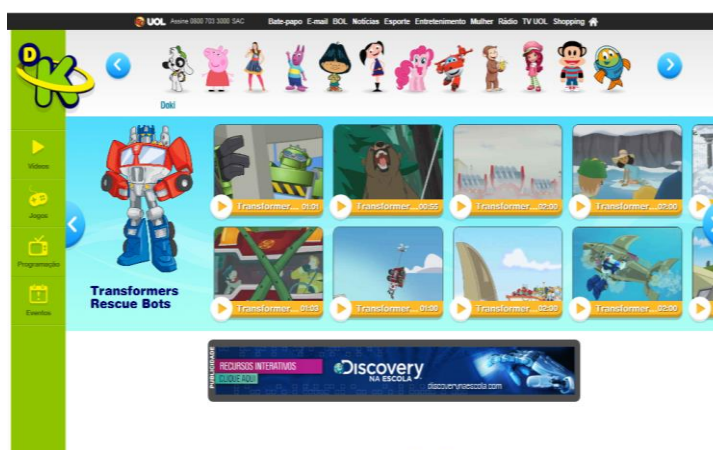 UOL Assine 0800 703 3000 SAC Bate-papo E-mail BOL Notícias Esporte Entretenimento Mulher Rádio TV UOL Shopping
DK
Doki
Vídeos
Jogos
Programação
Eventos
Transformer... 01:01
Transformer... 00:55
Transformer... 02:00
Transformer... 02:00
Transformer... 01:03
Transformer... 01:00
Transformer... 02:00
Transformer... 02:00
Transformers
Rescue Bots
PUBLICIDADE
RECURSOS INTERATIVOS
CLIQUE AQUI
Discovery
NA ESCOLA
discoverynaescola.com